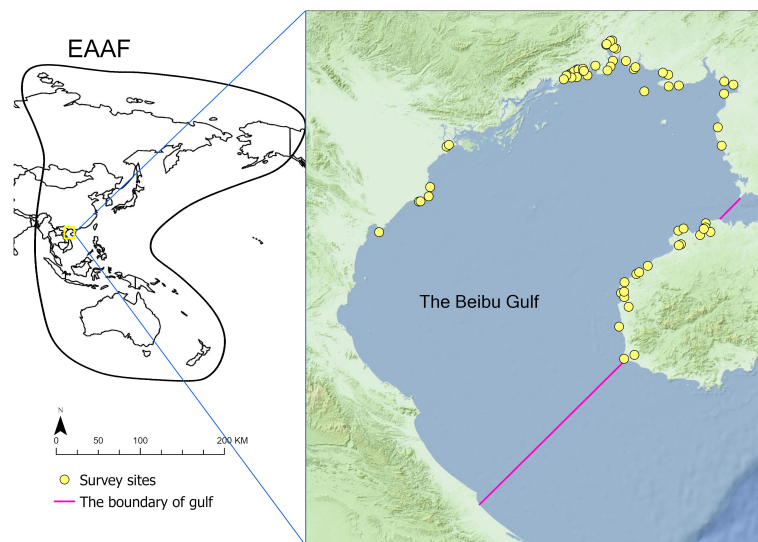 EAAF
The Beibu Gulf
N
0 50 100 200 KM
Survey sites
The boundary of gulf